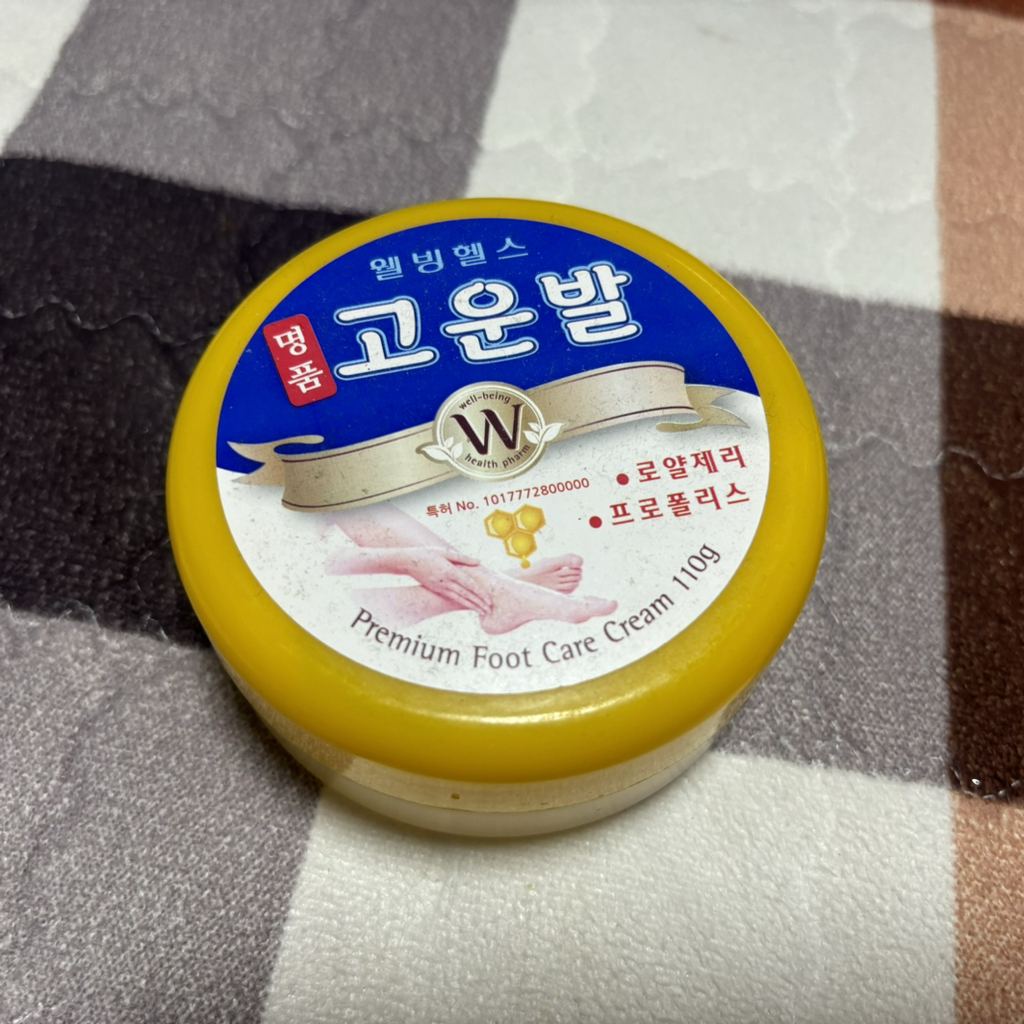 웰빙헬스
명품
고운발
well-being
W
health pharm
특허 No. 1017772800000
• 로얄제리
• 프로폴리스
Premium Foot Care Cream 110g